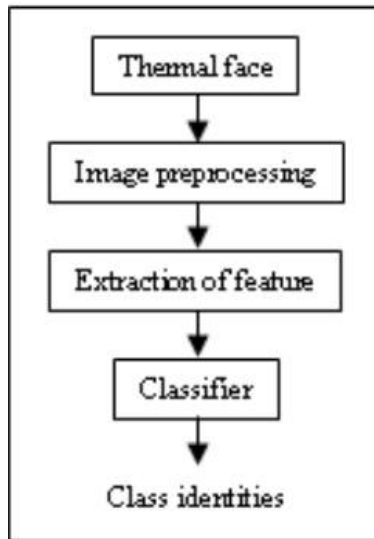 Thermal face
Image preprocessing
Extraction of feature
Classifier
Class identities